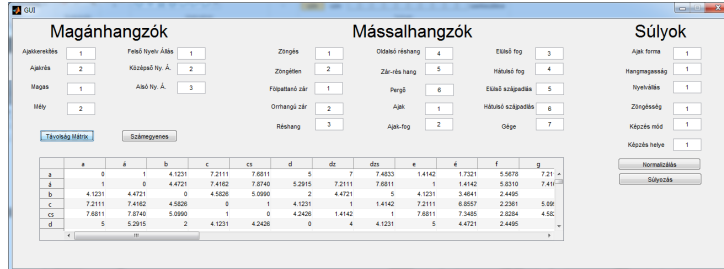 GUI
Magánhangzók Mássalhangzók Súlyok
Ajakkerekítés 1 Felső Nyelv Állás 1 Zöngés 1 Oldalsó réshang 4 Elülső fog 3 Ajak forma 1
Ajakrés 2 Középső Ny. Á. 2 Zöngétlen 2 Zár-rés hang 5 Hátulsó fog 4 Hangmagasság 1
Magas 1 Alsó Ny. Á. 3 Fölpattanó zár 1 Pergő 6 Elülső szájpadlás 5 Nyelvállás 1
Mély 2 Orrhangú zár 2 Ajak 1 Hátulsó szájpadlás 6 Zöngésség 1
Réshang 3 Ajak-fog 2 Gége 7 Képzés mód 1
Távolság Mátrix Számegyenes Képzés helye 1
Normalizálás
Súlyozás
a á b c cs d dz dzs e é f g
a 0 1 4.1231 7.2111 7.6811 5 7 7.4833 1.4142 1.7321 5.5678 7.21
á 1 0 4.4721 7.4162 7.8740 5.2915 7.2111 7.6811 1 1.4142 5.8310 7.41
b 4.1231 4.4721 0 4.5826 5.0990 2 4.4721 5 4.1231 3.4641 2.4495
c 7.2111 7.4162 4.5826 0 1 4.1231 1 1.4142 7.2111 6.8557 2.2361 5.09
cs 7.6811 7.8740 5.0990 1 0 4.2426 1.4142 1 7.6811 7.3485 2.8284 4.58
d 5 5.2915 2 4.1231 4.2426 0 4 4.1231 5 4.4721 2.4495